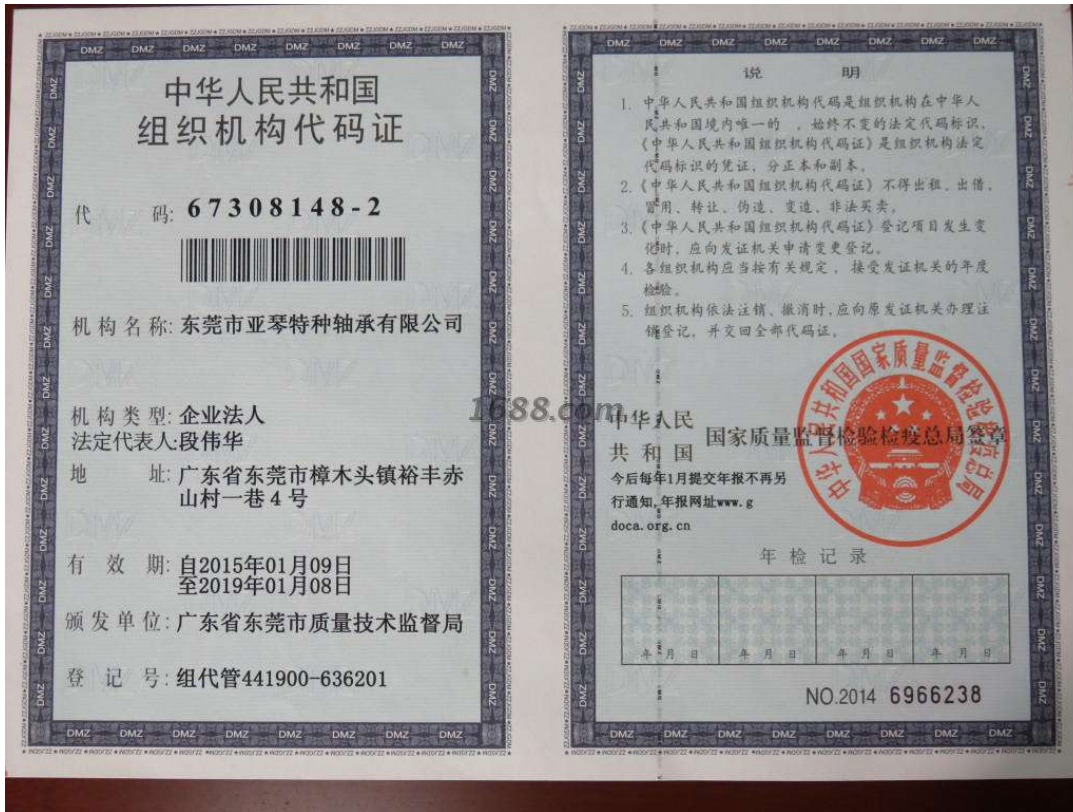 中华人民共和国
组织机构代码证
代 码: 67308148-2
机构名称: 东莞市亚琴特种轴承有限公司
机构类型: 企业法人
法定代表人:段伟华
地 址: 广东省东莞市樟木头镇裕丰赤
山村一巷4号
有 效 期: 自2015年01月09日
至2019年01月08日
颁发单位: 广东省东莞市质量技术监督局
登 记 号: 组代管441900-636201
说 明
1. 中华人民共和国组织机构代码是组织机构在中华人
民共和国境内唯一的 ，始终不变的法定代码标识，
《中华人民共和国组织机构代码证》是组织机构法定
代码标识的凭证，分正本和副本。
2.《中华人民共和国组织机构代码证》不得出租、出借、
冒用、转让、伪造、变造、非法买卖。
3.《中华人民共和国组织机构代码证》登记项目发生变
化时，应向发证机关申请变更登记。
4. 各组织机构应当按有关规定，接受发证机关的年度
检验。
5. 组织机构依法注销、撤消时,应向原发证机关办理注
销登记，并交回全部代码证。
中华人民
共和国
国家质量监督检验检疫总局签章
中华人民共和国国家质量监督检验检疫总局
今后每年1月提交年报不再另
行通知,年报网址www.g
doca.org.cn
年检记录
年 月 日 年 月 日 年 月 日 年 月 日
NO.2014 6966238
1688.com